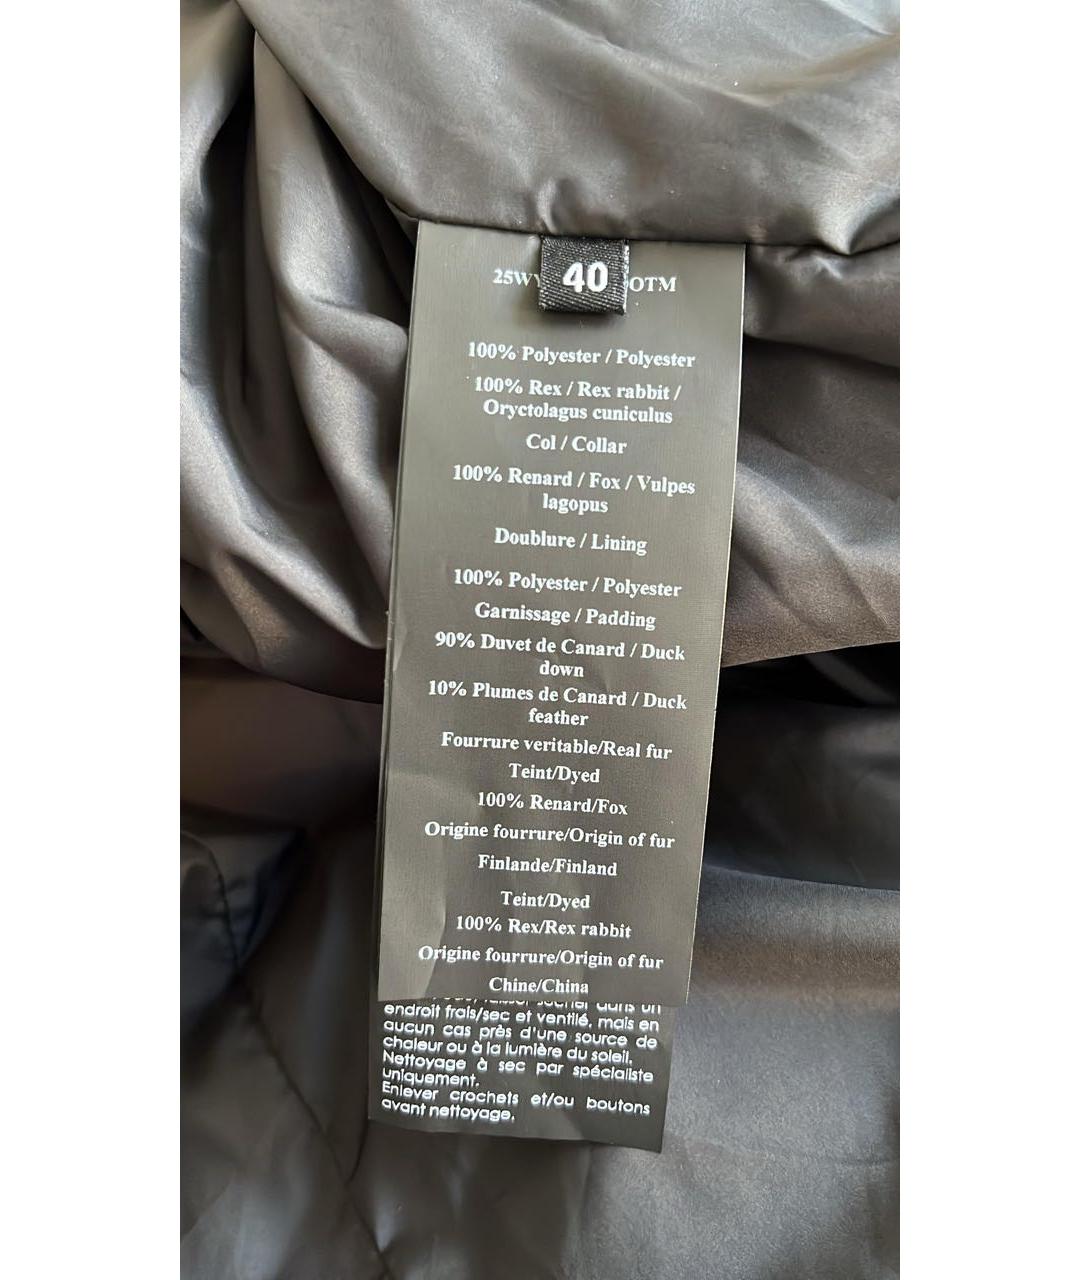 40
OTM
100% Polyester / Polyester
100% Rex / Rex rabbit /
Oryctolagus cuniculus
Col / Collar
100% Renard / Fox / Vulpes
lagopus
Doublure / Lining
100% Polyester / Polyester
Garnissage / Padding
90% Duvet de Canard / Duck
down
10% Plumes de Canard / Duck
feather
Fourrure veritable/Real fur
Teint/Dyed
100% Renard/Fox
Origine fourrure/Origin of fur
Finlande/Finland
Teint/Dyed
100% Rex/Rex rabbit
Origine fourrure/Origin of fur
Chine/China
dans un
endroit frais/sec et ventilé, mais en
aucun cas près d'une source de
chaleur ou à la lumière du soleil.
Nettoyage à sec par spécialiste
uniquement.
Enlever crochets et/ou boutons
avant nettoyage.